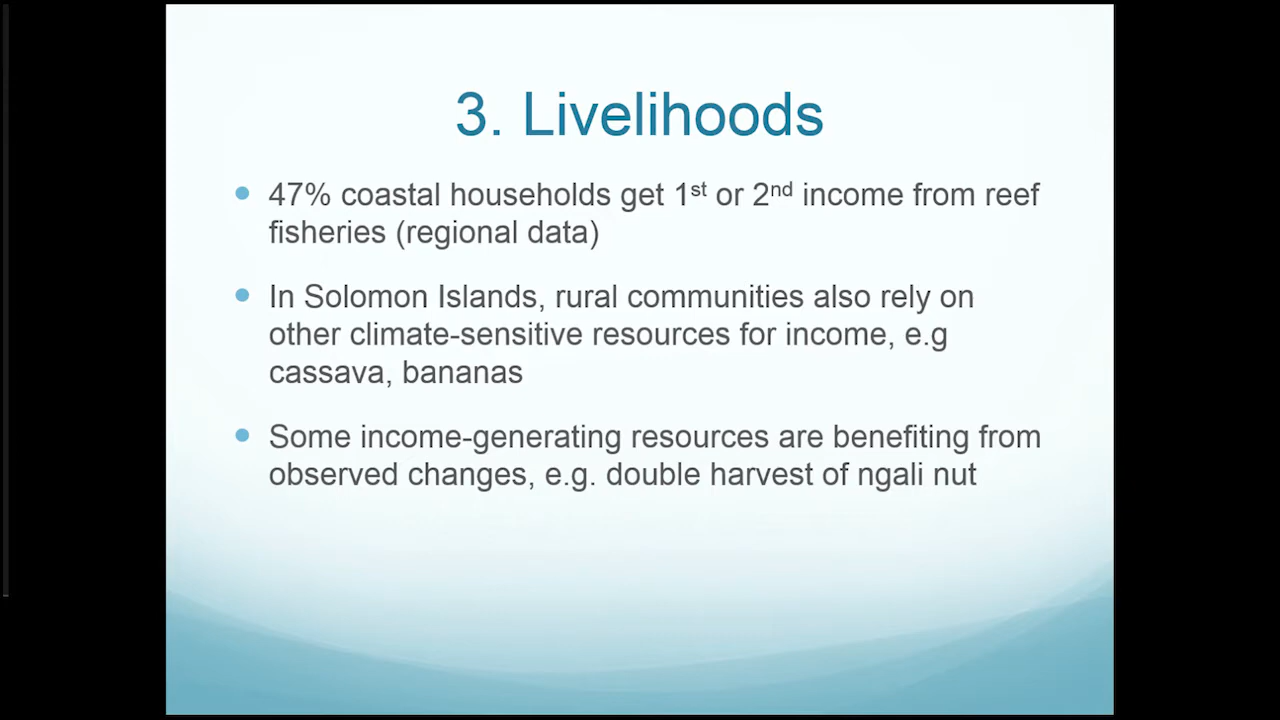 3. Livelihoods
47% coastal households get 1st or 2nd income from reef
fisheries (regional data)
In Solomon Islands, rural communities also rely on
other climate-sensitive resources for income, e.g
cassava, bananas
Some income-generating resources are benefiting from
observed changes, e.g. double harvest of ngali nut